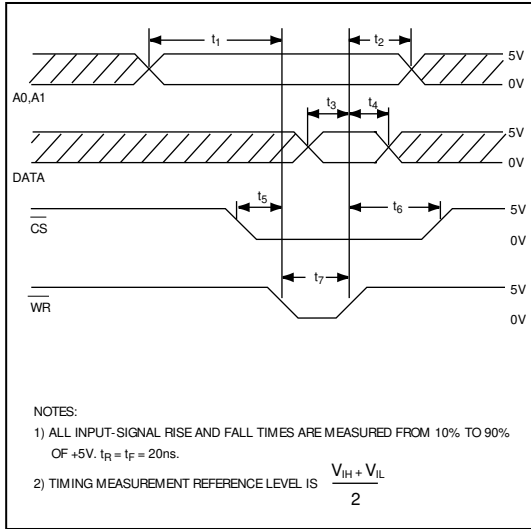 t1 t2 5V
0V
A0,A1
t3 t4 5V
0V
DATA
t5 t6 5V
CS 0V
t7 5V
WR 0V
NOTES:
1) ALL INPUT-SIGNAL RISE AND FALL TIMES ARE MEASURED FROM 10% TO 90%
OF +5V. tR = tF = 20ns.
2) TIMING MEASUREMENT REFERENCE LEVEL IS VIH + VIL
2